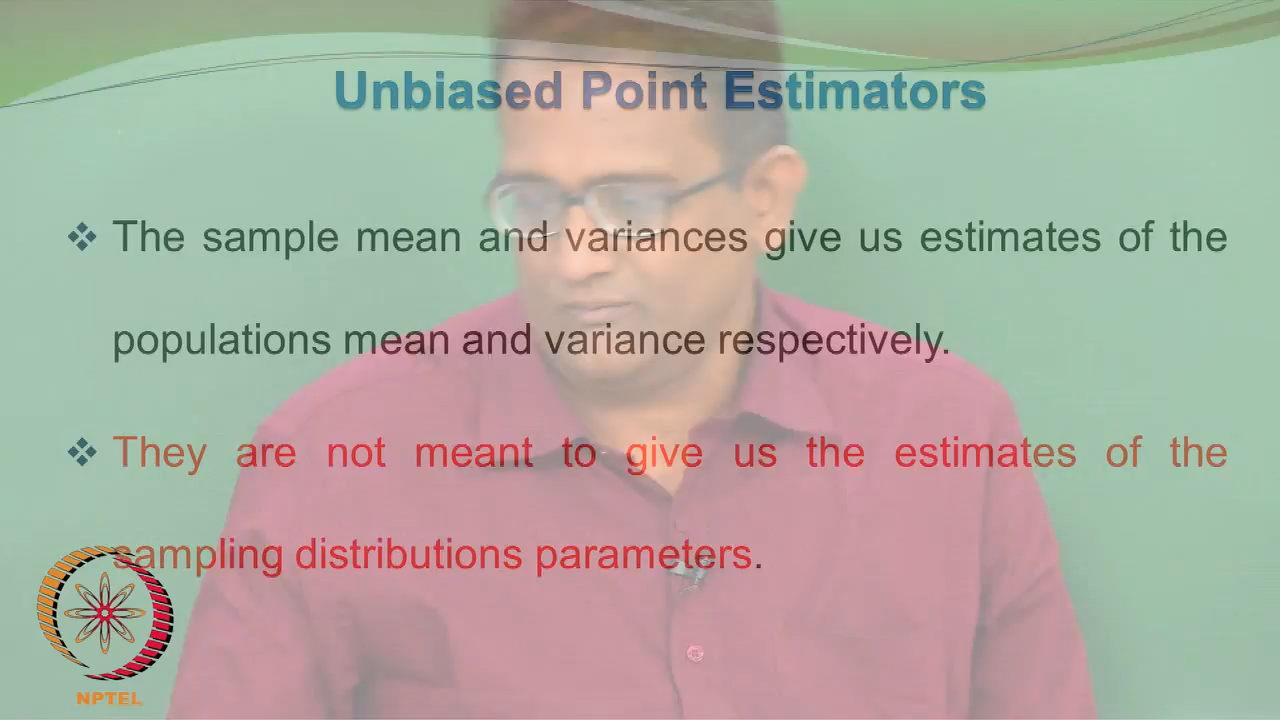 Unbiased Point Estimators
The sample mean and variances give us estimates of the
populations mean and variance respectively.
They are not meant to give us the estimates of the
sampling distributions parameters.
NPTEL